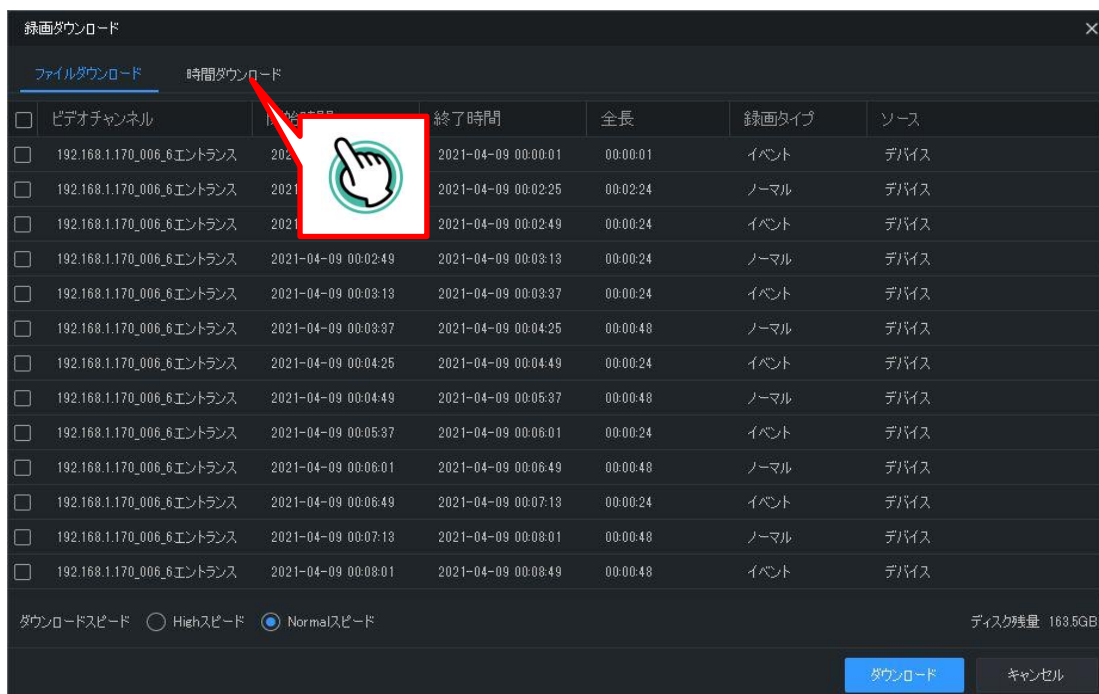 録画ダウンロード
ファイルダウンロード 時間ダウンロード
ビデオチャンネル 終了時間 全長 録画タイプ ソース
192.168.1.170_006_6エントランス 202 2021-04-09 00:00:01 00:00:01 イベント デバイス
192.168.1.170_006_6エントランス 2021 2021-04-09 00:02:25 00:02:24 ノーマル デバイス
192.168.1.170_006_6エントランス 2021 2021-04-09 00:02:49 00:00:24 イベント デバイス
192.168.1.170_006_6エントランス 2021-04-09 00:02:49 2021-04-09 00:03:13 00:00:24 ノーマル デバイス
192.168.1.170_006_6エントランス 2021-04-09 00:03:13 2021-04-09 00:03:37 00:00:24 イベント デバイス
192.168.1.170_006_6エントランス 2021-04-09 00:03:37 2021-04-09 00:04:25 00:00:48 ノーマル デバイス
192.168.1.170_006_6エントランス 2021-04-09 00:04:25 2021-04-09 00:04:49 00:00:24 イベント デバイス
192.168.1.170_006_6エントランス 2021-04-09 00:04:49 2021-04-09 00:05:37 00:00:48 ノーマル デバイス
192.168.1.170_006_6エントランス 2021-04-09 00:05:37 2021-04-09 00:06:01 00:00:24 イベント デバイス
192.168.1.170_006_6エントランス 2021-04-09 00:06:01 2021-04-09 00:06:49 00:00:48 ノーマル デバイス
192.168.1.170_006_6エントランス 2021-04-09 00:06:49 2021-04-09 00:07:13 00:00:24 イベント デバイス
192.168.1.170_006_6エントランス 2021-04-09 00:07:13 2021-04-09 00:08:01 00:00:48 ノーマル デバイス
192.168.1.170_006_6エントランス 2021-04-09 00:08:01 2021-04-09 00:08:49 00:00:48 イベント デバイス
ダウンロードスピード Highスピード Normalスピード ディスク残量 163.5GB
ダウンロード キャンセル